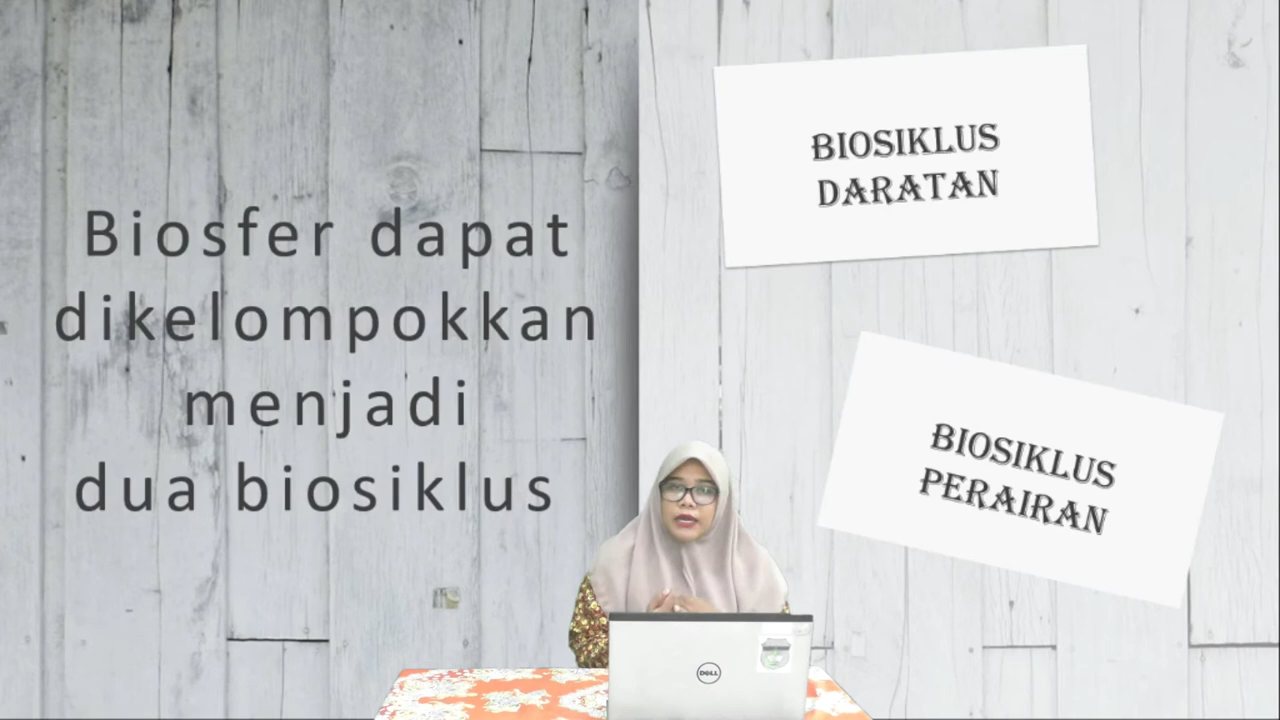 Biosfer dapat
dikelompokkan
menjadi
dua biosiklus
BIOSIKLUS
DARATAN
BIOSIKLUS
PERAIRAN
DELL